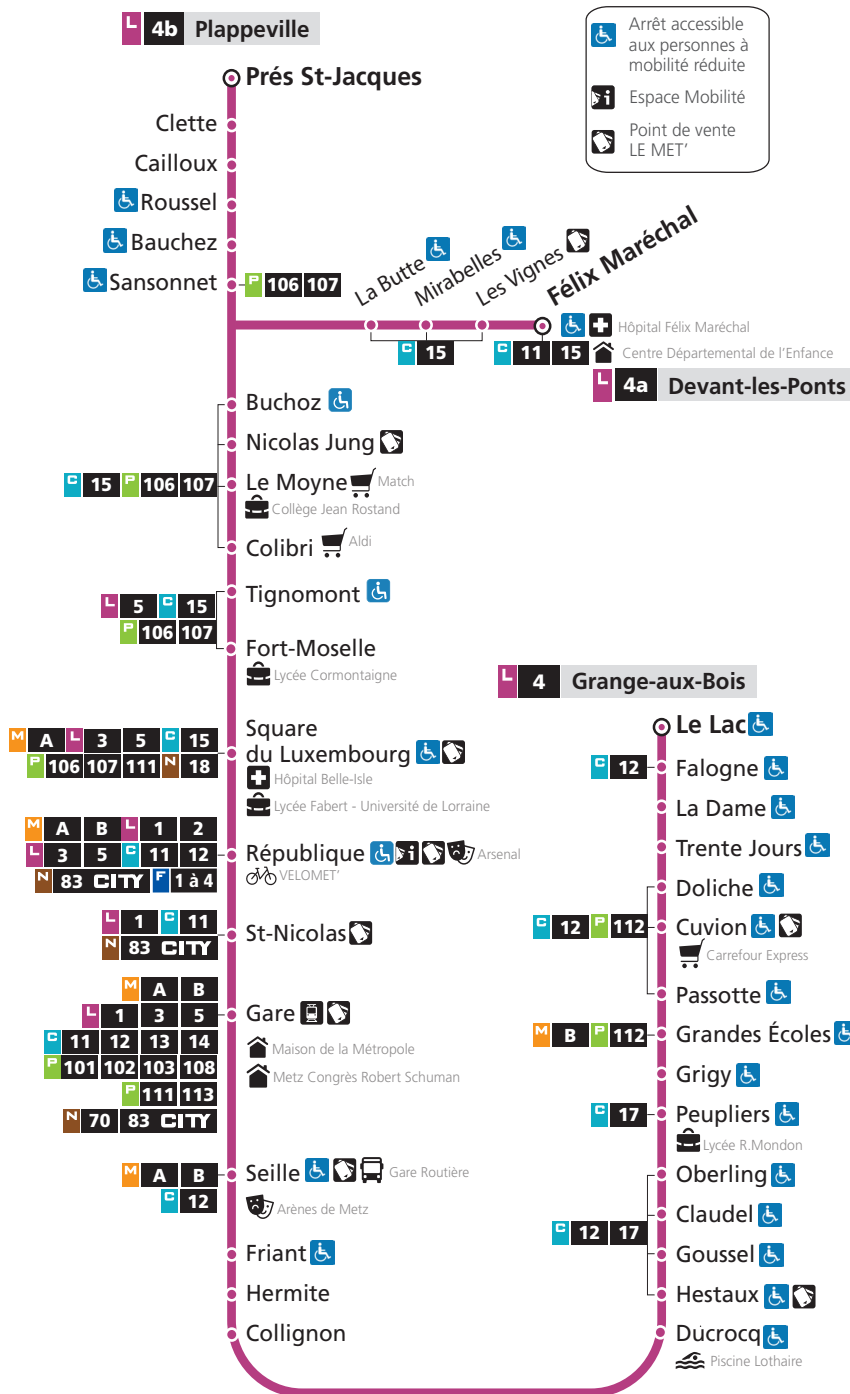 L 4b Plappeville
Arrêt accessible
aux personnes à
mobilité réduite
Espace Mobilité
Point de vente
LE MET'
Prés St-Jacques
Clette
Cailloux
Roussel
Bauchez
Sansonnet
P 106 107
La Butte
Mirabelles
Les Vignes
Félix Maréchal
C 15
C 11 15
Hôpital Félix Maréchal
Centre Départemental de l'Enfance
L 4a Devant-les-Ponts
Buchoz
Nicolas Jung
Le Moyne Match
Collège Jean Rostand
Colibri Aldi
C 15 P 106 107
Tignomont
Fort-Moselle
Lycée Cormontaigne
L 5 C 15
P 106 107
Square
du Luxembourg
Hôpital Belle-Isle
Lycée Fabert - Université de Lorraine
M A L 3 5 C 15
P 106 107 111 N 18
M A B L 1 2
L 3 5 C 11 12
N 83 CITY F 1 à 4
République Arsenal
VELOMET'
L 1 C 11
N 83 CITY
St-Nicolas
M A B
L 1 3 5
C 11 12 13 14
P 101 102 103 108
P 111 113
N 70 83 CITY
Gare
Maison de la Métropole
Metz Congrès Robert Schuman
M A B
C 12
Seille Gare Routière
Arènes de Metz
Friant
Hermite
Collignon
L 4 Grange-aux-Bois
Le Lac
C 12 Falogne
La Dame
Trente Jours
Doliche
C 12 P 112 Cuvion
Carrefour Express
Passotte
M B P 112 Grandes Écoles
Grigy
C 17 Peupliers
Lycée R.Mondon
Oberling
Claudel
C 12 17
Goussel
Hestaux
Ducrocq
Piscine Lothaire